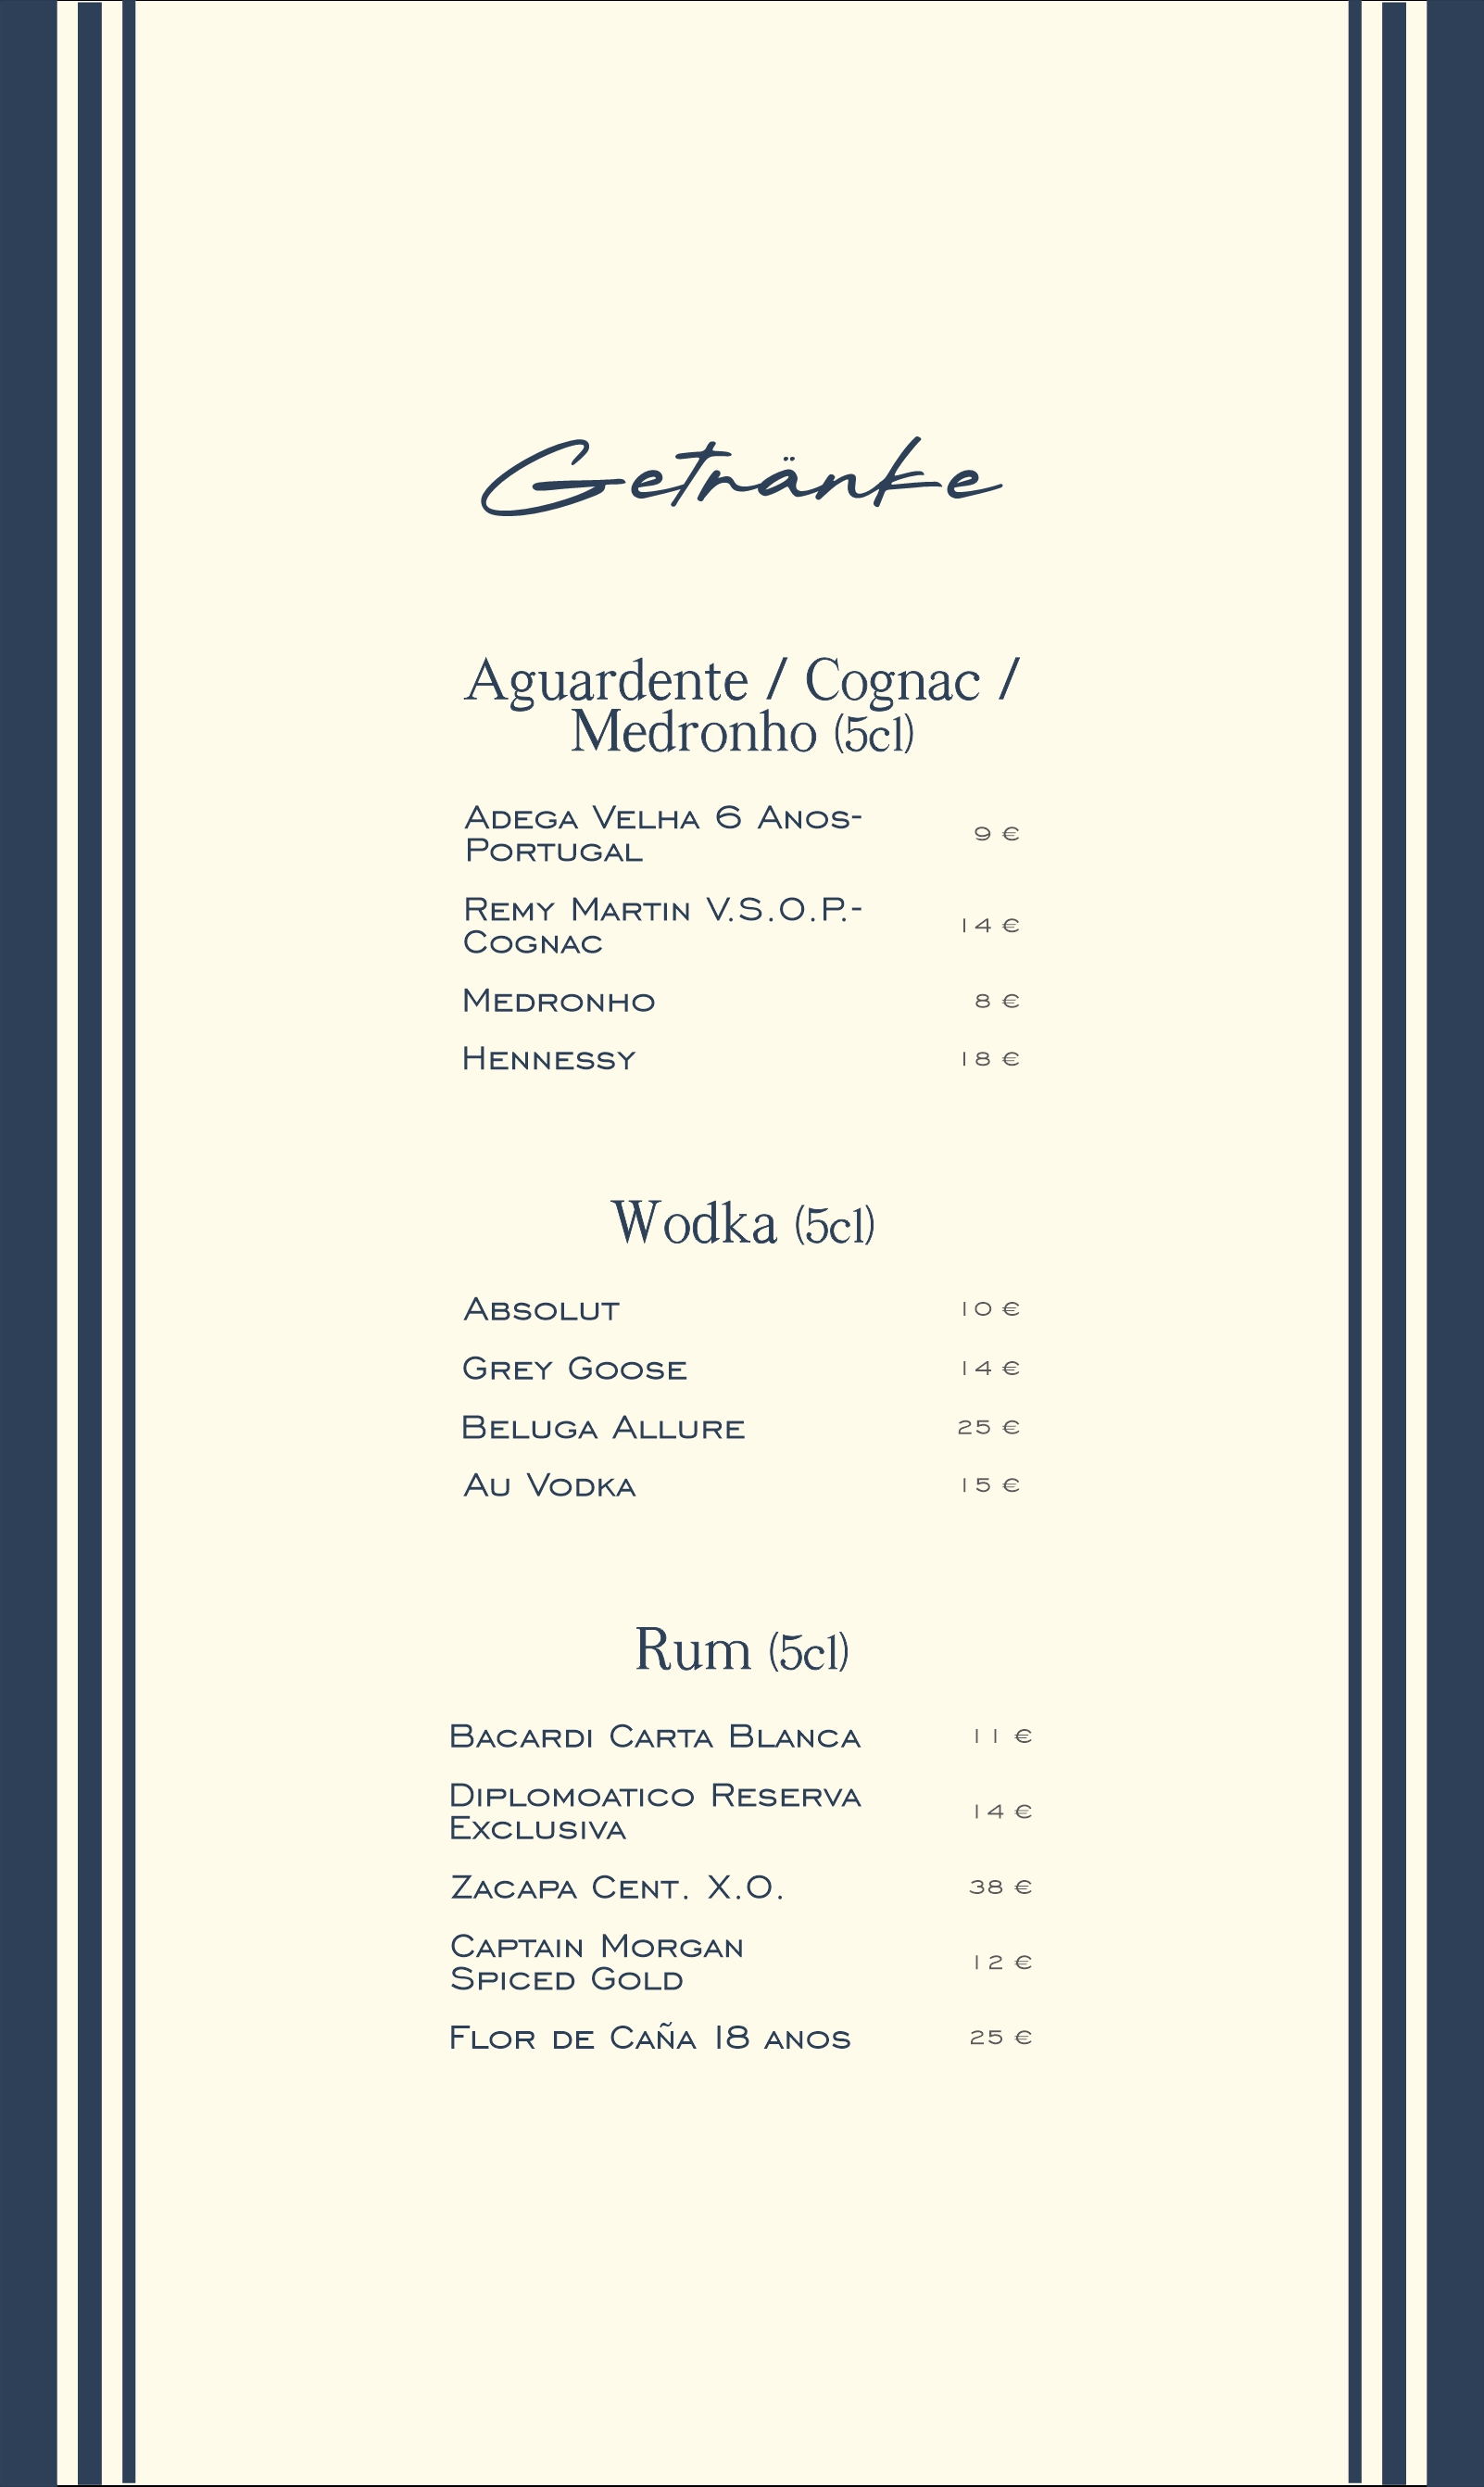 Getränke
Aguardente / Cognac /
Medronho (5cl)
Adega Velha 6 Anos-
Portugal
9 €
Remy Martin V.S.O.P.-
Cognac
14 €
Medronho
8 €
Hennessy
18 €
Wodka (5cl)
Absolut
10 €
Grey Goose
14 €
Beluga Allure
25 €
Au Vodka
15 €
Rum (5cl)
Bacardi Carta Blanca
11 €
Diplomoatico Reserva
Exclusiva
14 €
Zacapa Cent. X.O.
38 €
Captain Morgan
Spiced Gold
12 €
Flor de Caña 18 anos
25 €